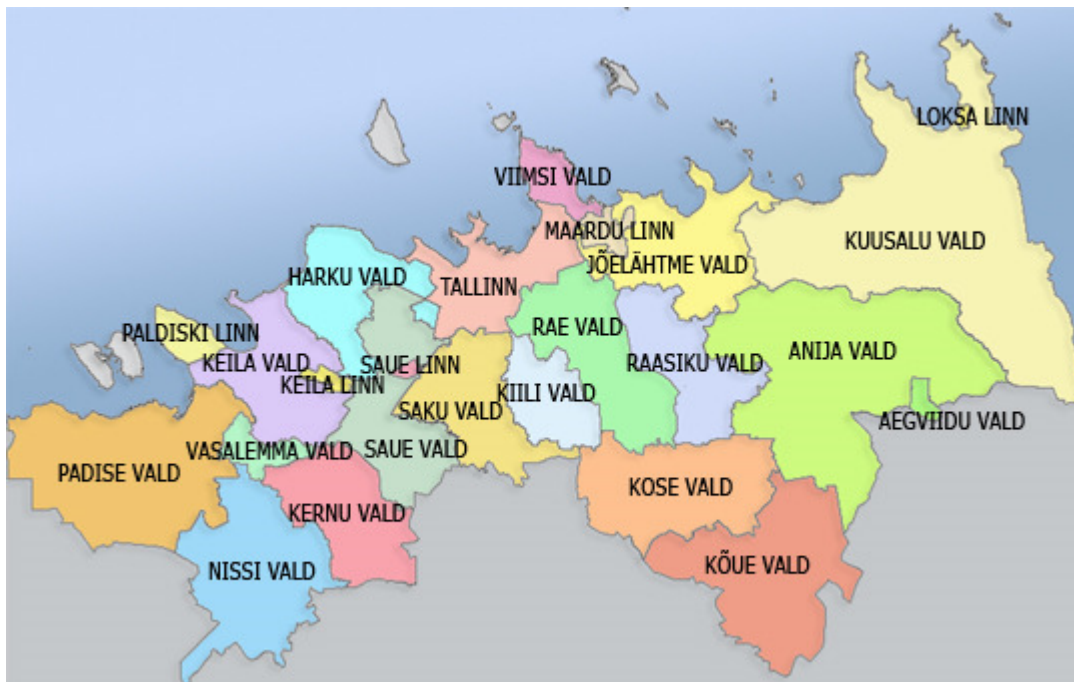 LOKSA LINN
VIIMSI VALD
MAARDU LINN
KUUSALU VALD
JÕELÄHTME VALD
HARKU VALD
TALLINN
PALDISKI LINN
RAE VALD
ANIJA VALD
KEILA VALD
SAUE LINN
RAASIKU VALD
KEILA LINN
KIILI VALD
SAKU VALD
AEGVIIDU VALD
VASALEMMA VALD
SAUE VALD
PADISE VALD
KOSE VALD
KERNU VALD
NISSI VALD
KÕUE VALD